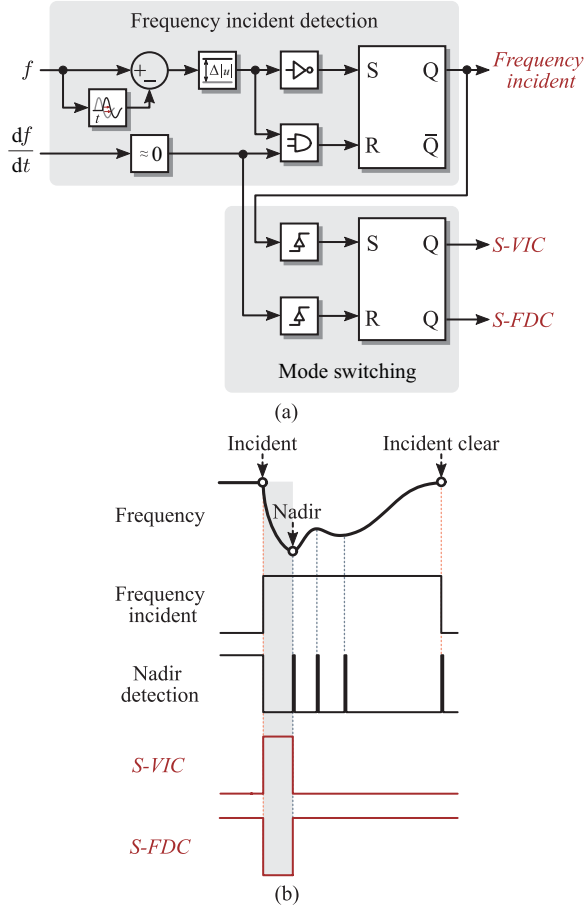 Frequency incident detection
f
+
−
Δ|u|
t
df
dt
≈ 0
S
Q
R
Q̅
Frequency
incident
S
Q
R
Q
S-VIC
S-FDC
Mode switching
(a)
Incident
Incident clear
Nadir
Frequency
Frequency
incident
Nadir
detection
S-VIC
S-FDC
(b)